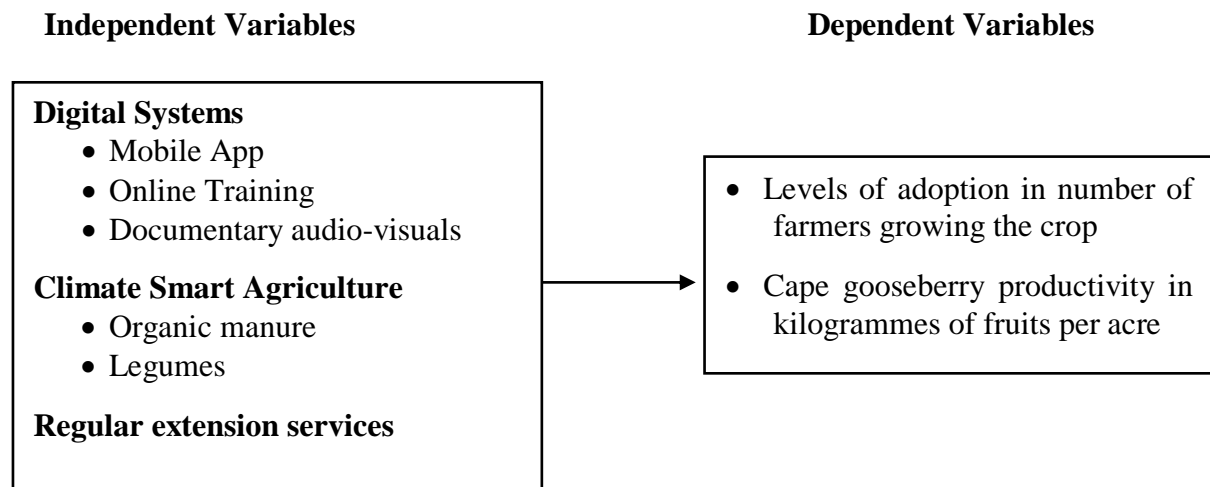 Independent Variables
Dependent Variables
Digital Systems
• Mobile App
• Online Training
• Documentary audio-visuals
Climate Smart Agriculture
• Organic manure
• Legumes
Regular extension services
• Levels of adoption in number of
farmers growing the crop
• Cape gooseberry productivity in
kilogrammes of fruits per acre